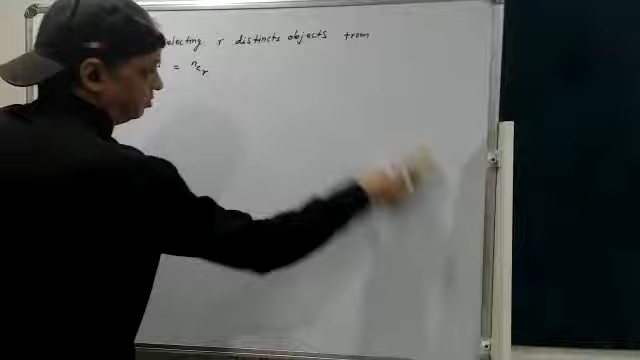 electing r distincts objects from
= ⁿcᵣ